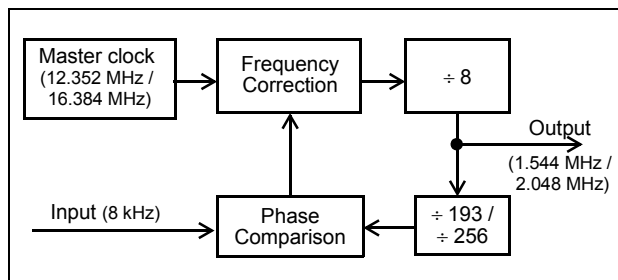 Master clock
(12.352 MHz /
16.384 MHz)
Frequency
Correction
÷ 8
Output
(1.544 MHz /
2.048 MHz)
Input (8 kHz)
Phase
Comparison
÷ 193 /
÷ 256